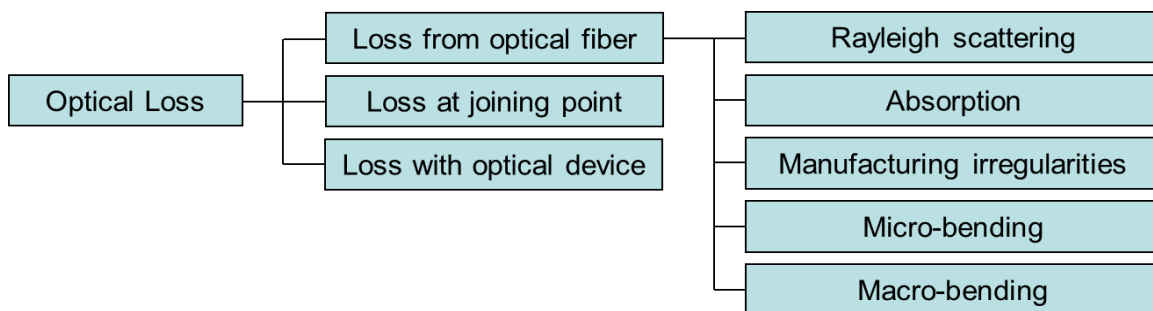 Optical Loss
Loss from optical fiber
Loss at joining point
Loss with optical device
Rayleigh scattering
Absorption
Manufacturing irregularities
Micro-bending
Macro-bending